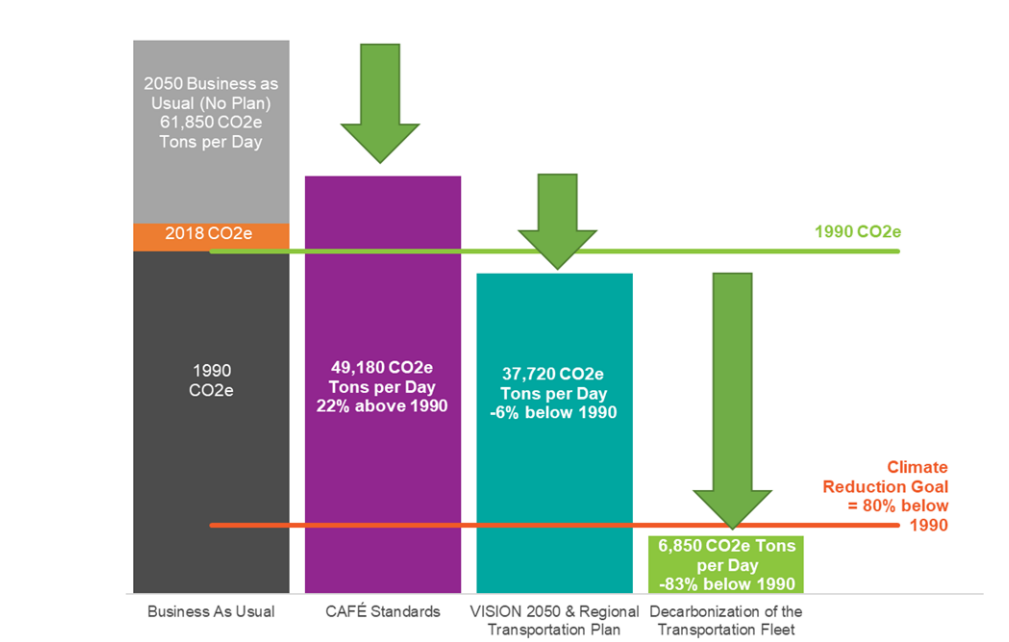 2050 Business as
Usual (No Plan)
61,850 CO2e
Tons per Day
2018 CO2e
1990
CO2e
49,180 CO2e
Tons per Day
22% above 1990
37,720 CO2e
Tons per Day
-6% below 1990
1990 CO2e
Climate
Reduction Goal
= 80% below
1990
6,850 CO2e Tons
per Day
-83% below 1990
Business As Usual
CAFÉ Standards
VISION 2050 & Regional
Transportation Plan
Decarbonization of the
Transportation Fleet